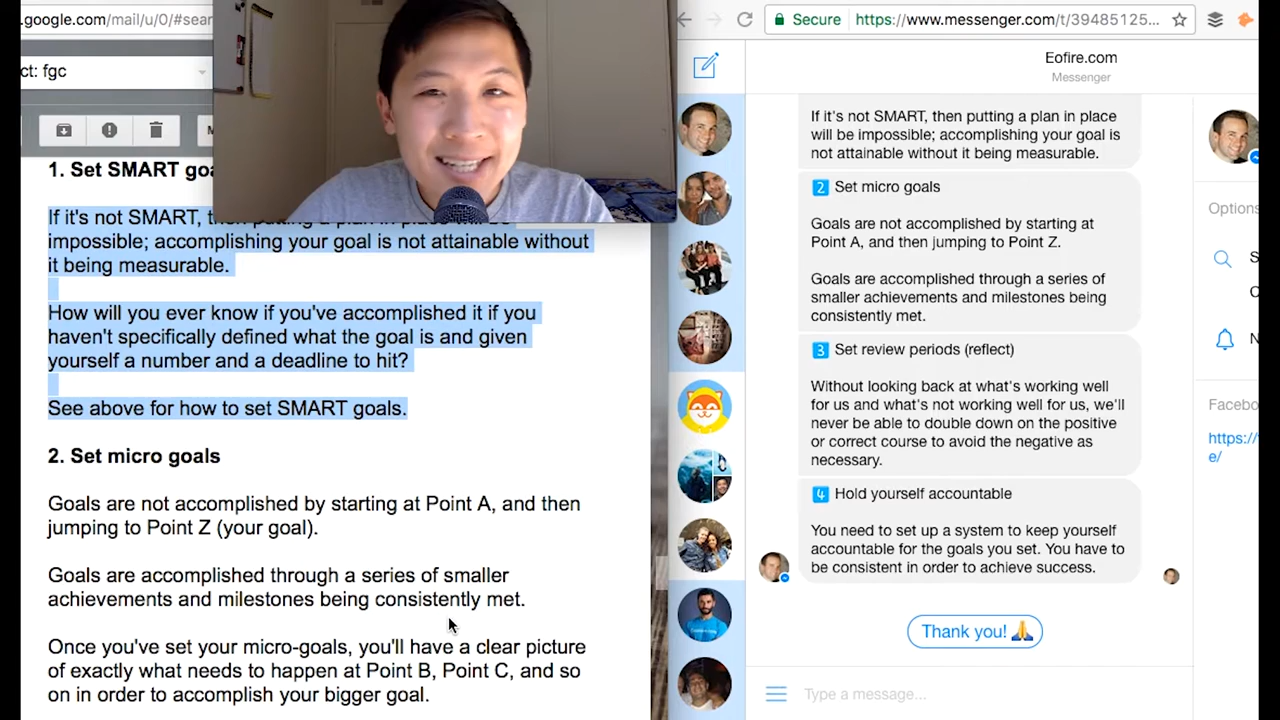 .google.com/mail/u/0/#sear
ct: fgc
1. Set SMART goa
If it's not SMART, then putting a plan in place will be
impossible; accomplishing your goal is not attainable without
it being measurable.
How will you ever know if you've accomplished it if you
haven't specifically defined what the goal is and given
yourself a number and a deadline to hit?
See above for how to set SMART goals.
2. Set micro goals
Goals are not accomplished by starting at Point A, and then
jumping to Point Z (your goal).
Goals are accomplished through a series of smaller
achievements and milestones being consistently met.
Once you've set your micro-goals, you'll have a clear picture
of exactly what needs to happen at Point B, Point C, and so
on in order to accomplish your bigger goal.
Secure https://www.messenger.com/t/39485125...
Eofire.com
Messenger
If it's not SMART, then putting a plan in place
will be impossible; accomplishing your goal is
not attainable without it being measurable.
2 Set micro goals
Goals are not accomplished by starting at
Point A, and then jumping to Point Z.
Goals are accomplished through a series of
smaller achievements and milestones being
consistently met.
3 Set review periods (reflect)
Without looking back at what's working well
for us and what's not working well for us, we'll
never be able to double down on the positive
or correct course to avoid the negative as
necessary.
4 Hold yourself accountable
You need to set up a system to keep yourself
accountable for the goals you set. You have to
be consistent in order to achieve success.
Thank you! 🙏
Type a message...
Options
S
C
N
Facebo
https://
e/